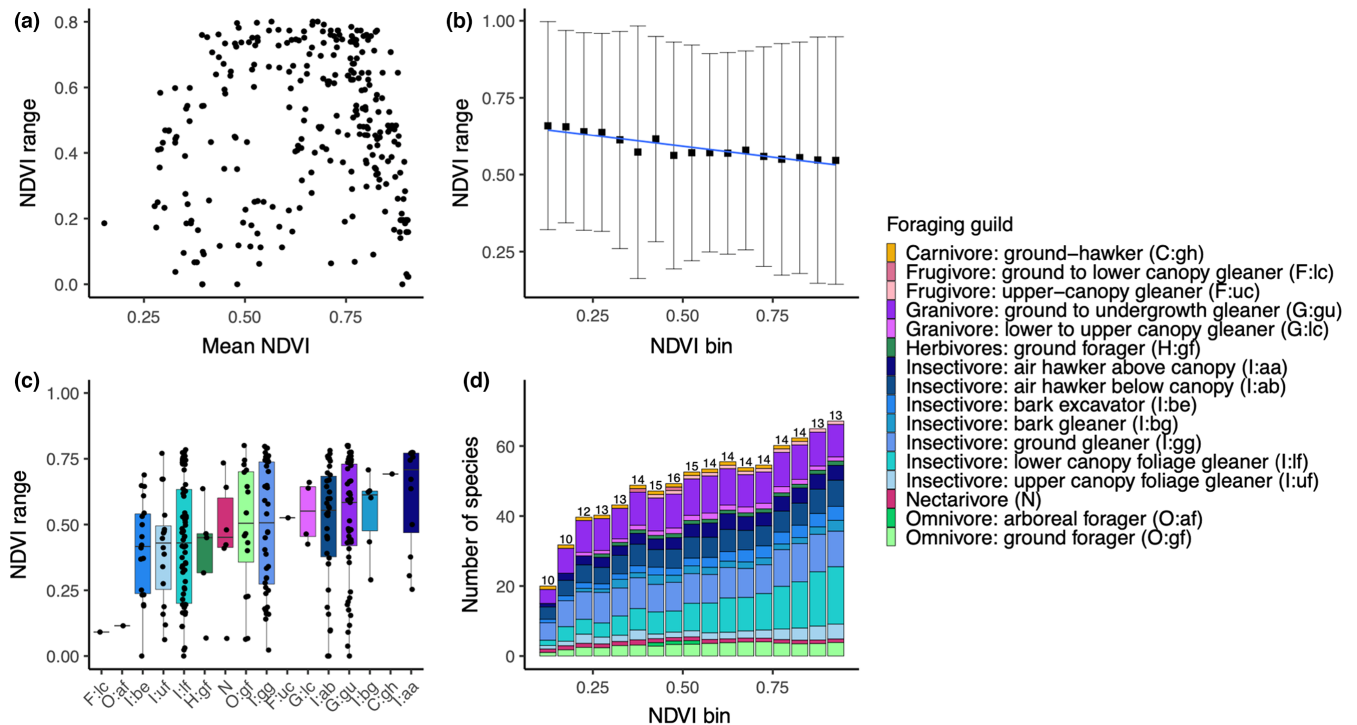 (a)
0.8
0.6
0.4
0.2
0.0
NDVI range
0.25 0.50 0.75
Mean NDVI
(b)
1.00
0.75
0.50
0.25
NDVI range
0.25 0.50 0.75
NDVI bin
(c)
1.00
0.75
0.50
0.25
0.00
NDVI range
F:lc O:af I:be I:uf I:lf H:gf N O:gf I:gg F:uc G:lc I:ab G:gu I:bg C:gh I:aa
(d)
60
40
20
0
Number of species
10 10 12 13 13 14 15 16 15 14 14 14 14 14 14 13 13
0.25 0.50 0.75
NDVI bin
Foraging guild
Carnivore: ground−hawker (C:gh)
Frugivore: ground to lower canopy gleaner (F:lc)
Frugivore: upper−canopy gleaner (F:uc)
Granivore: ground to undergrowth gleaner (G:gu)
Granivore: lower to upper canopy gleaner (G:lc)
Herbivores: ground forager (H:gf)
Insectivore: air hawker above canopy (I:aa)
Insectivore: air hawker below canopy (I:ab)
Insectivore: bark excavator (I:be)
Insectivore: bark gleaner (I:bg)
Insectivore: ground gleaner (I:gg)
Insectivore: lower canopy foliage gleaner (I:lf)
Insectivore: upper canopy foliage gleaner (I:uf)
Nectarivore (N)
Omnivore: arboreal forager (O:af)
Omnivore: ground forager (O:gf)